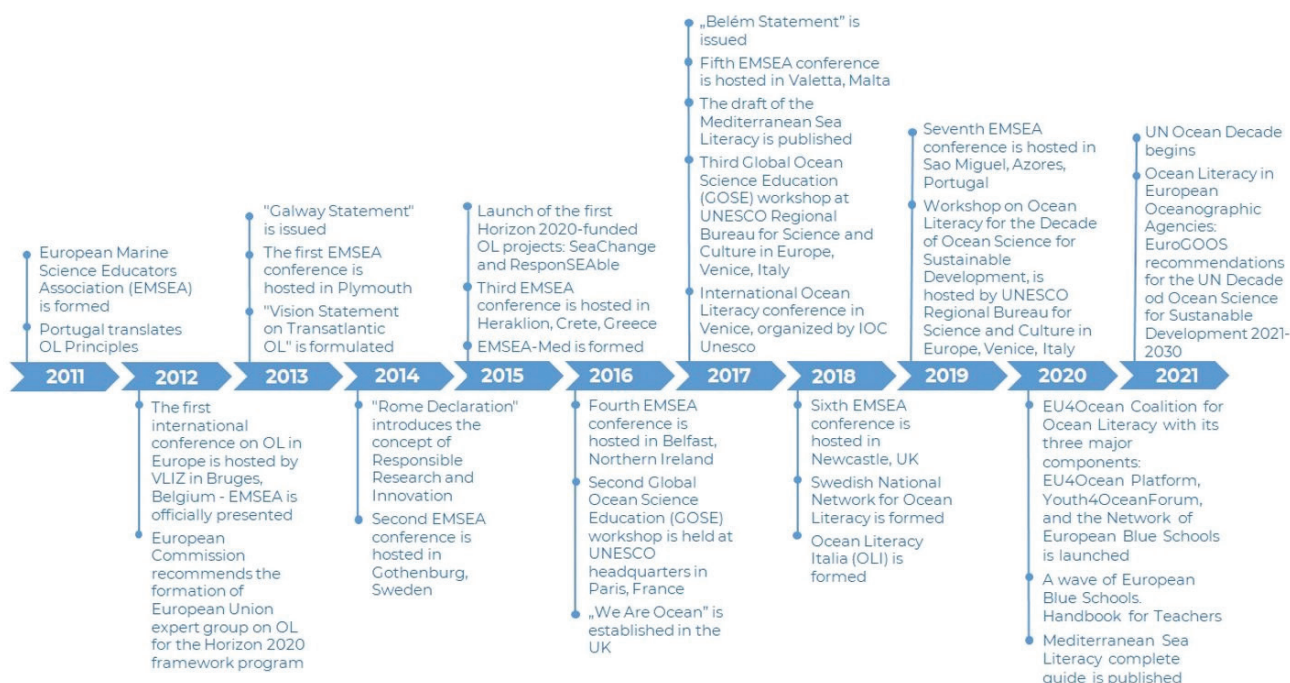 2011
European Marine
Science Educators
Association (EMSEA)
is formed
Portugal translates
OL Principles
2012
The first
international
conference on OL in
Europe is hosted by
VLIZ in Bruges,
Belgium - EMSEA is
officially presented
European
Commission
recommends the
formation of
European Union
expert group on OL
for the Horizon 2020
framework program
2013
"Galway Statement"
is issued
The first EMSEA
conference is
hosted in Plymouth
"Vision Statement
on Transatlantic
OL" is formulated
2014
"Rome Declaration"
introduces the
concept of
Responsible
Research and
Innovation
Second EMSEA
conference is
hosted in
Gothenburg,
Sweden
2015
Launch of the first
Horizon 2020-funded
OL projects: SeaChange
and ResponSEAble
Third EMSEA
conference is hosted in
Heraklion, Crete, Greece
EMSEA-Med is formed
2016
Fourth EMSEA
conference is
hosted in Belfast,
Northern Ireland
Second Global
Ocean Science
Education (GOSE)
workshop is held at
UNESCO
headquarters in
Paris, France
„We Are Ocean” is
established in the
UK
2017
„Belém Statement” is
issued
Fifth EMSEA conference
is hosted in Valetta, Malta
The draft of the
Mediterranean Sea
Literacy is published
Third Global Ocean
Science Education
(GOSE) workshop at
UNESCO Regional
Bureau for Science and
Culture in Europe,
Venice, Italy
International Ocean
Literacy conference in
Venice, organized by IOC
Unesco
2018
Sixth EMSEA
conference is
hosted in
Newcastle, UK
Swedish National
Network for Ocean
Literacy is formed
Ocean Literacy
Italia (OLI) is
formed
2019
Seventh EMSEA
conference is hosted in
Sao Miguel, Azores,
Portugal
Workshop on Ocean
Literacy for the Decade
of Ocean Science for
Sustainable
Development, is
hosted by UNESCO
Regional Bureau for
Science and Culture in
Europe, Venice, Italy
2020
EU4Ocean Coalition for
Ocean Literacy with its
three major
components:
EU4Ocean Platform,
Youth4OceanForum,
and the Network of
European Blue Schools
is launched
A wave of European
Blue Schools.
Handbook for Teachers
Mediterranean Sea
Literacy complete
guide is published
2021
UN Ocean Decade
begins
Ocean Literacy in
European
Oceanographic
Agencies:
EuroGOOS
recommendations
for the UN Decade
od Ocean Science
for Sustanable
Development 2021-
2030